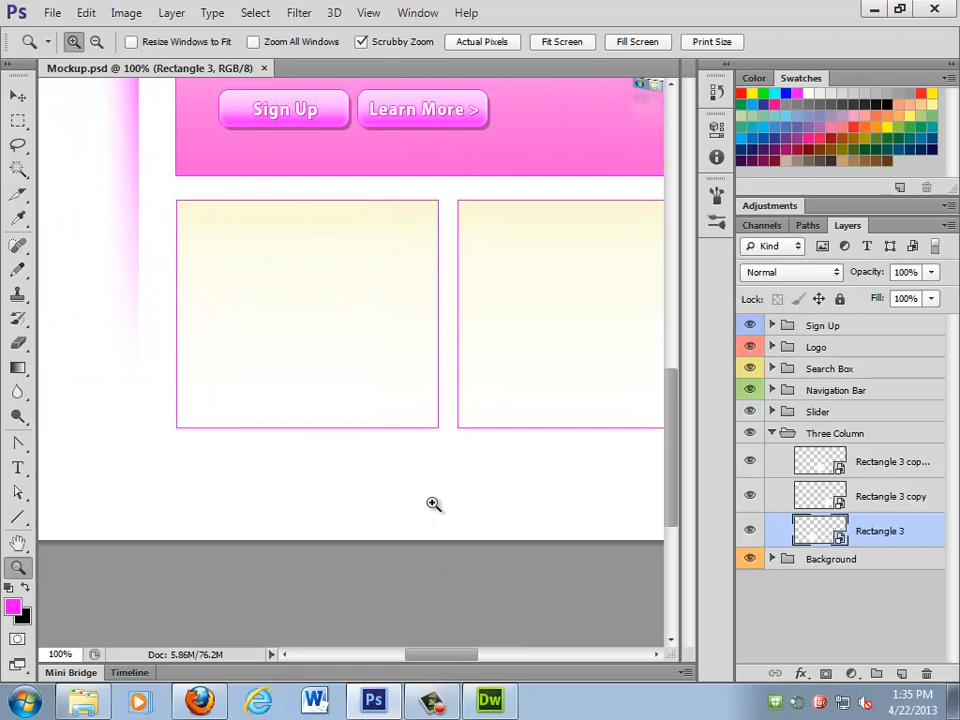 Ps File Edit Image Layer Type Select Filter 3D View Window Help
Resize Windows to Fit Zoom All Windows Scrubby Zoom Actual Pixels Fit Screen Fill Screen Print Size
Mockup.psd @ 100% (Rectangle 3, RGB/8) ×
Color Swatches
Sign Up Learn More >
Adjustments
Channels Paths Layers
Kind
Normal Opacity: 100%
Lock: Fill: 100%
Sign Up
Logo
Search Box
Navigation Bar
Slider
Three Column
Rectangle 3 cop...
Rectangle 3 copy
Rectangle 3
Background
T
100% Doc: 5.86M/76.2M
fx
Mini Bridge Timeline
W Ps Dw
1:35 PM
4/22/2013